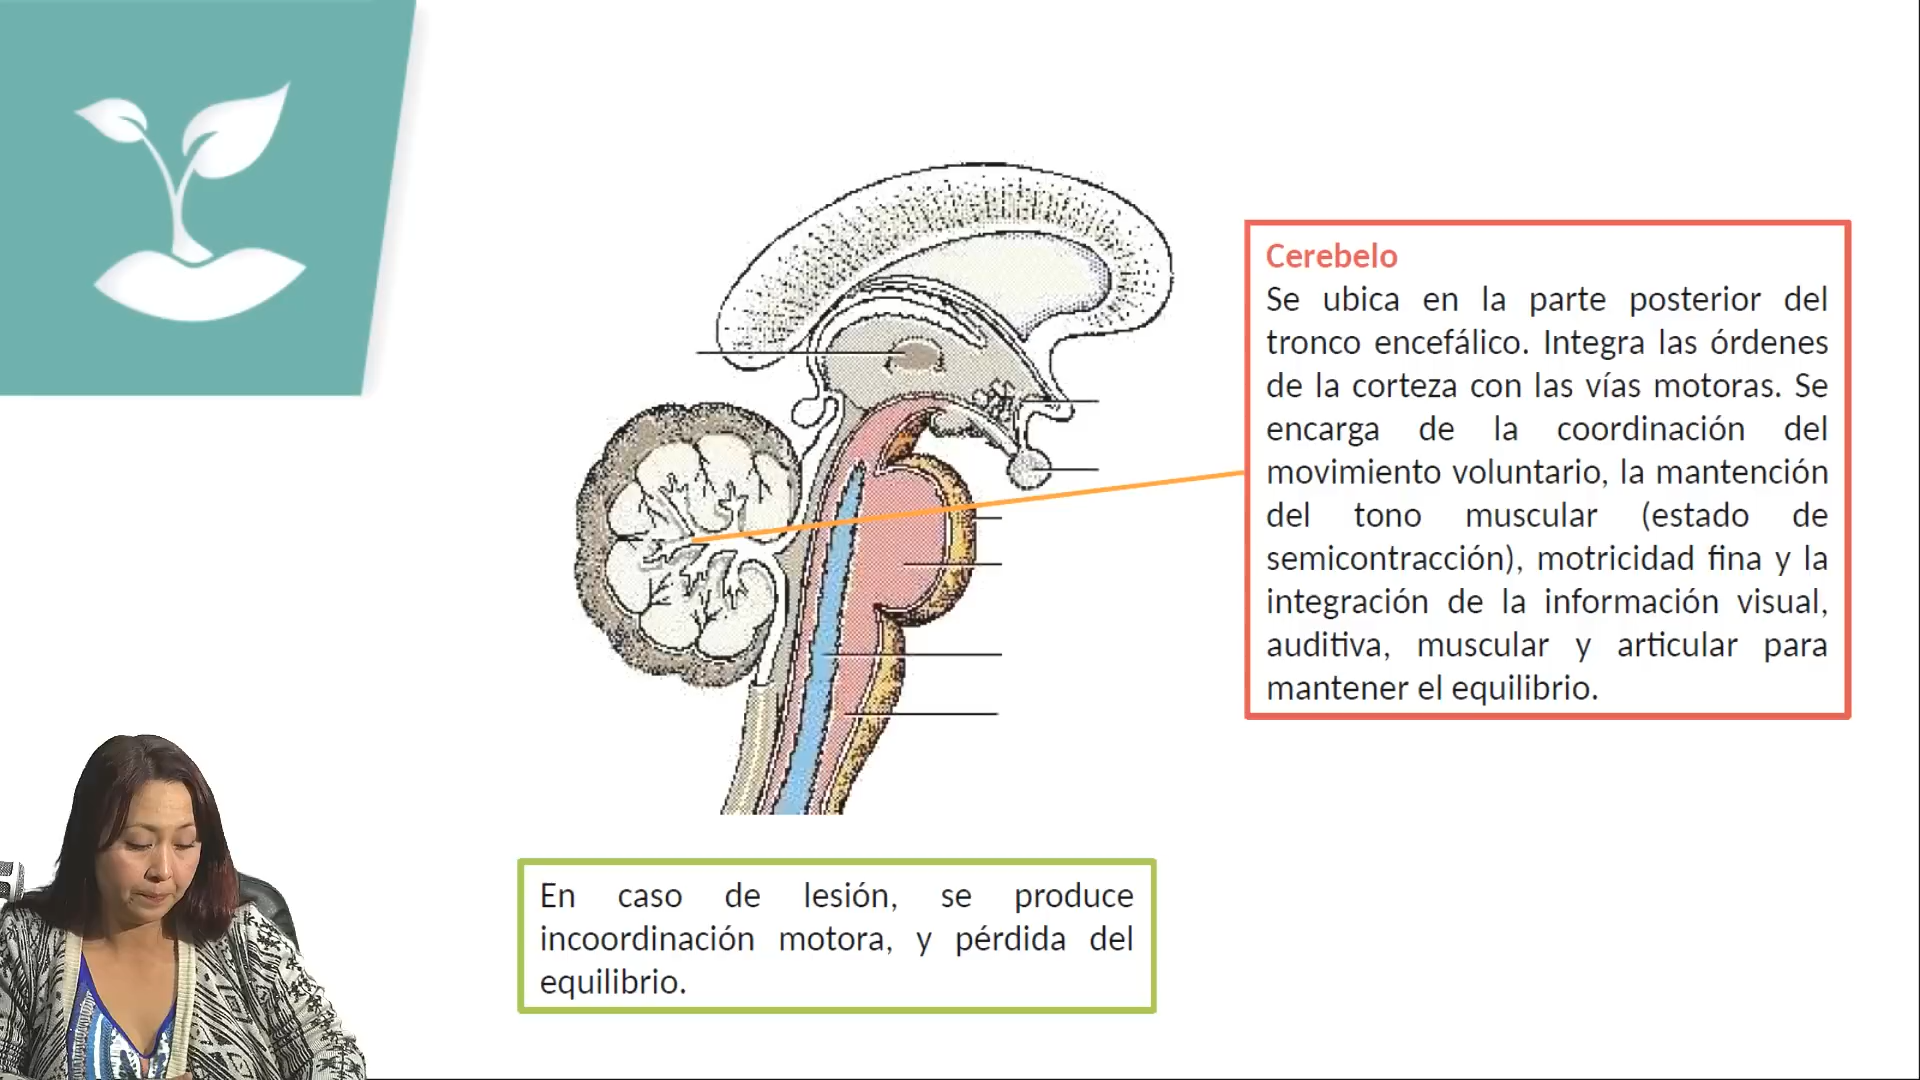 Cerebelo
Se ubica en la parte posterior del
tronco encefálico. Integra las órdenes
de la corteza con las vías motoras. Se
encarga de la coordinación del
movimiento voluntario, la mantención
del tono muscular (estado de
semicontracción), motricidad fina y la
integración de la información visual,
auditiva, muscular y articular para
mantener el equilibrio.
En caso de lesión, se produce
incoordinación motora, y pérdida del
equilibrio.